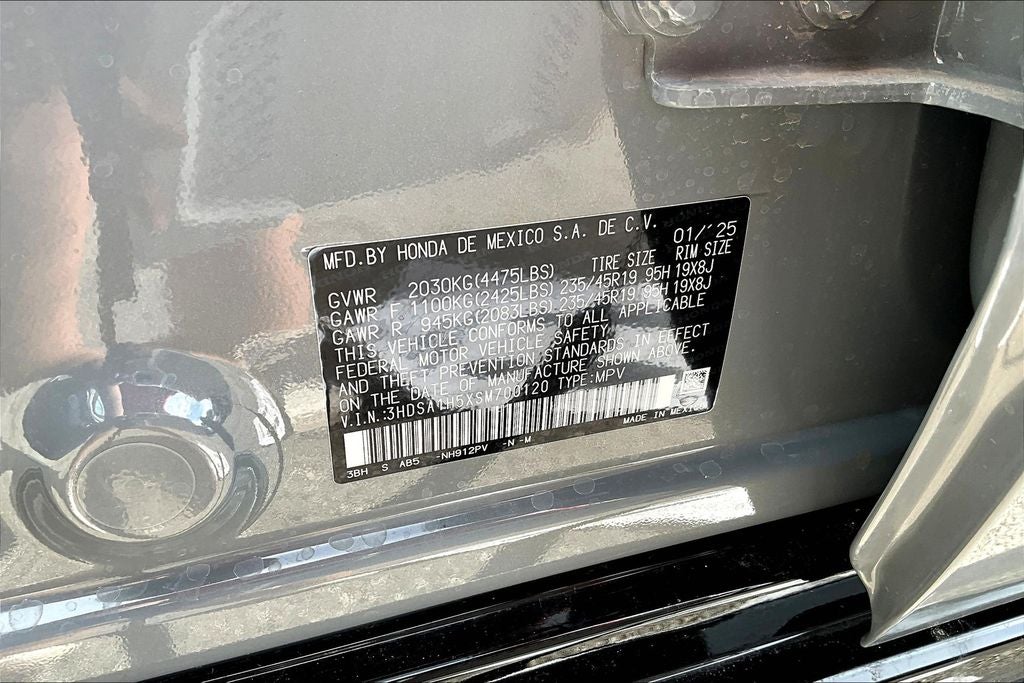 MFD.BY HONDA DE MEXICO S.A. DE C.V. 01/'25
GVWR 2030KG(4475LBS) TIRE SIZE RIM SIZE
GAWR F 1100KG(2425LBS) 235/45R19 95H 19X8J
GAWR R 945KG(2083LBS) 235/45R19 95H 19X8J
THIS VEHICLE CONFORMS TO ALL APPLICABLE
FEDERAL MOTOR VEHICLE SAFETY
AND THEFT PREVENTION STANDARDS IN EFFECT
ON THE DATE OF MANUFACTURE SHOWN ABOVE.
V.I.N.: TYPE:MPV
MADE IN MEXICO
3BH S AB5 -NH912PV -N -M